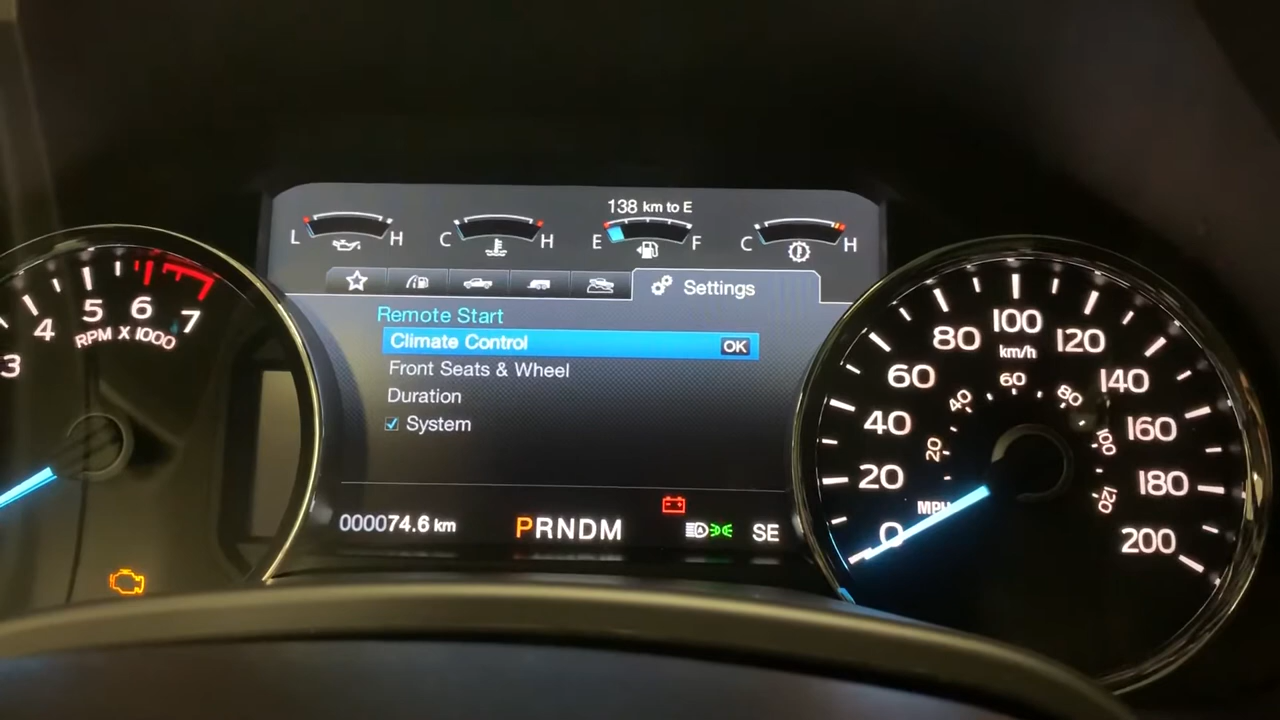 138 km to E
L H
C H
E F
C H
Settings
Remote Start
Climate Control OK
Front Seats & Wheel
Duration
System
000074.6 km
PRNDM
SE
3 4 5 6 7
RPM X 1000
0 20 40 60 80 100 120 140 160 180 200
km/h
20 40 60 80 100 120
MPH